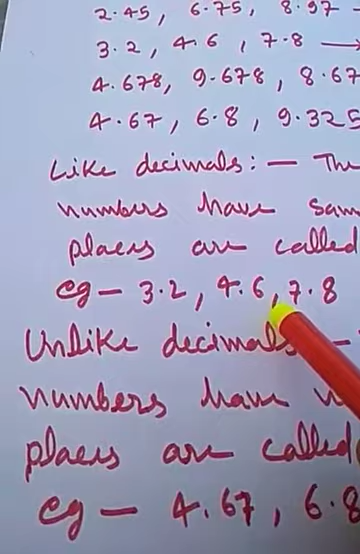 2.45, 6.75, 8.97 -
3.2, 4.6, 7.8 →
4.678, 9.678, 8.67
4.67, 6.8, 9.325
Like decimals: — The
numbers have sam
places are called
eg — 3.2, 4.6, 7.8
Unlike decimals —
numbers have
places are called
eg — 4.67, 6.8